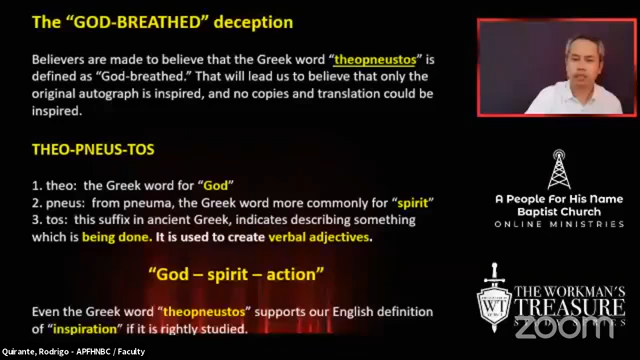 The “GOD-BREATHED” deception
Believers are made to believe that the Greek word “theopneustos” is
defined as “God-breathed.” That will lead us to believe that only the
original autograph is inspired, and no copies and translation could be
inspired.
THEO-PNEUS-TOS
1. theo: the Greek word for “God”
2. pneus: from pneuma, the Greek word more commonly for “spirit”
3. tos: this suffix in ancient Greek, indicates describing something
which is being done. It is used to create verbal adjectives.
“God – spirit – action”
Even the Greek word “theopneustos” supports our English definition
of “inspiration” if it is rightly studied.
A People For His Name
Baptist Church
ONLINE MINISTRIES
WT
THE WORKMAN'S
TREASURE
zoom
Quirante, Rodrigo - APFHNBC / Faculty